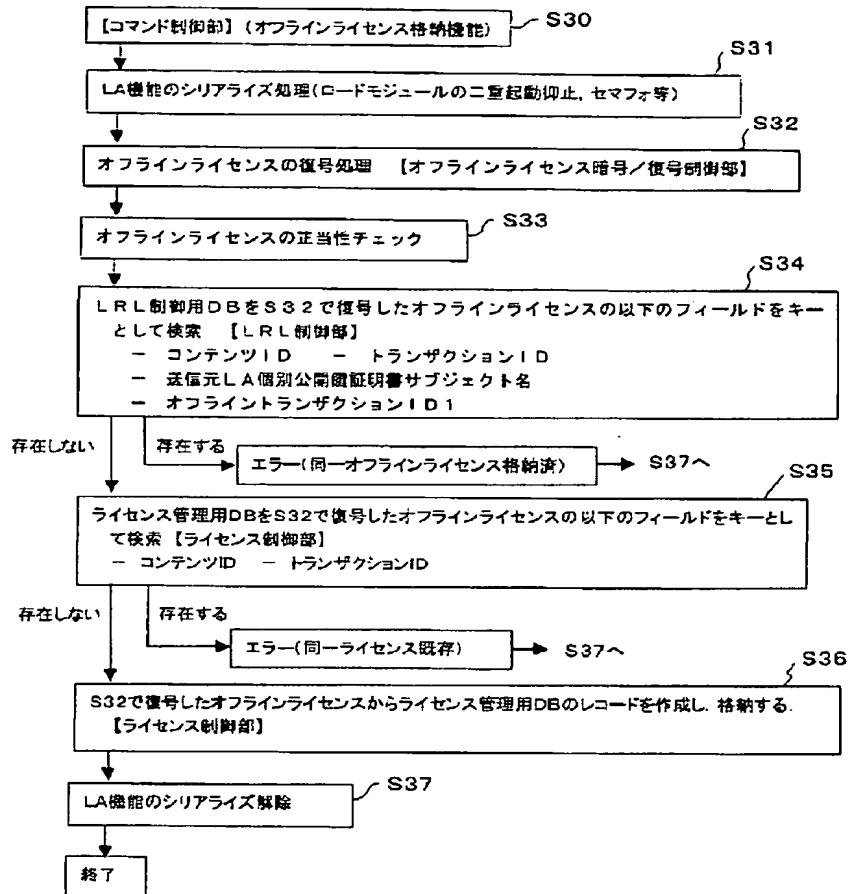 【コマンド制御部】（オフラインライセンス格納機能）
S30
S31
LA機能のシリアライズ処理（ロードモジュールの二重起動抑止，セマフォ等）
S32
オフラインライセンスの復号処理　【オフラインライセンス暗号／復号制御部】
S33
オフラインライセンスの正当性チェック
S34
ＬＲＬ制御用ＤＢをＳ３２で復号したオフラインライセンスの以下のフィールドをキー
として検索　【ＬＲＬ制御部】
－　コンテンツＩＤ　－　トランザクションＩＤ
－　送信元ＬＡ個別公開鍵証明書サブジェクト名
－　オフライントランザクションＩＤ１
存在しない
存在する
エラー（同一オフラインライセンス格納済）
S37へ
S35
ライセンス管理用DBをS32で復号したオフラインライセンスの以下のフィールドをキーとし
て検索【ライセンス制御部】
－　コンテンツID　－　トランザクションID
存在しない
存在する
エラー（同一ライセンス既存）
S37へ
S36
S32で復号したオフラインライセンスからライセンス管理用DBのレコードを作成し，格納する．
【ライセンス制御部】
S37
LA機能のシリアライズ解除
終了